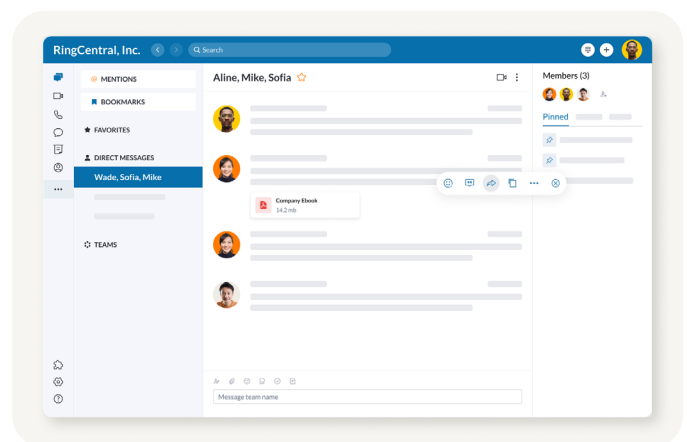 RingCentral, Inc.
Search
MENTIONS
BOOKMARKS
FAVORITES
DIRECT MESSAGES
Wade, Sofia, Mike
TEAMS
Aline, Mike, Sofia
Company Ebook
14.2 mb
Message team name
Members (3)
Pinned